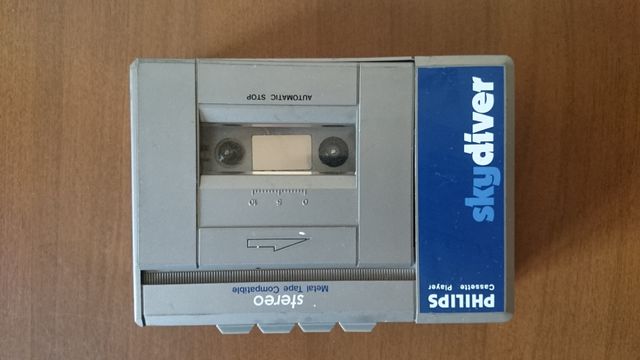 AUTOMATIC STOP
0 5 10
stereo
Metal Tape Compatible
skydiver
PHILIPS
Cassette Player